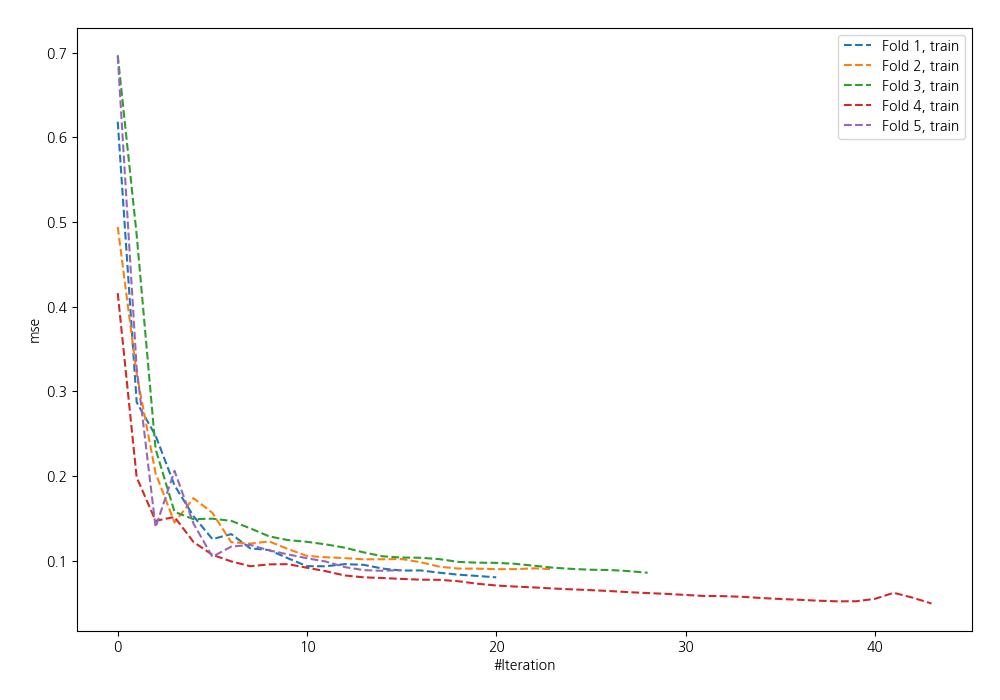 0.7
0.6
0.5
0.4
0.3
0.2
0.1
mse
0 10 20 30 40
#Iteration
Fold 1, train
Fold 2, train
Fold 3, train
Fold 4, train
Fold 5, train